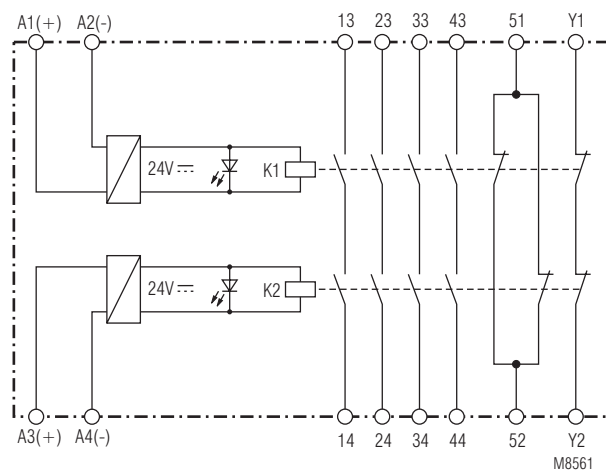 A1(+) A2(-) 13 23 33 43 51 Y1
24V K1
24V K2
A3(+) A4(-) 14 24 34 44 52 Y2
M8561